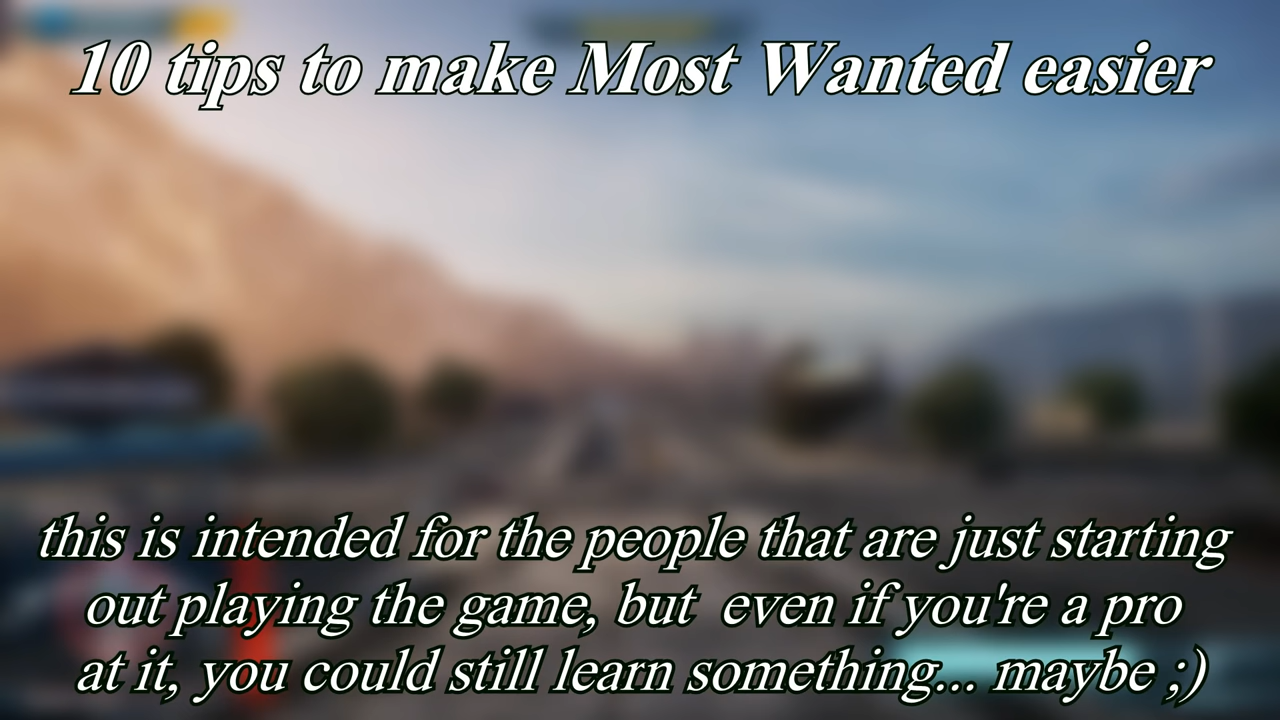 10 tips to make Most Wanted easier
this is intended for the people that are just starting
out playing the game, but  even if you're a pro
at it, you could still learn something... maybe ;)